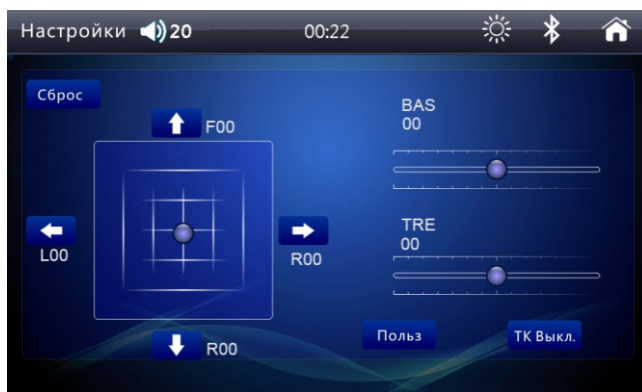 Настройки 20 00:22
Сброс
F00
L00
R00
R00
BAS
00
TRE
00
Польз ТК Выкл.